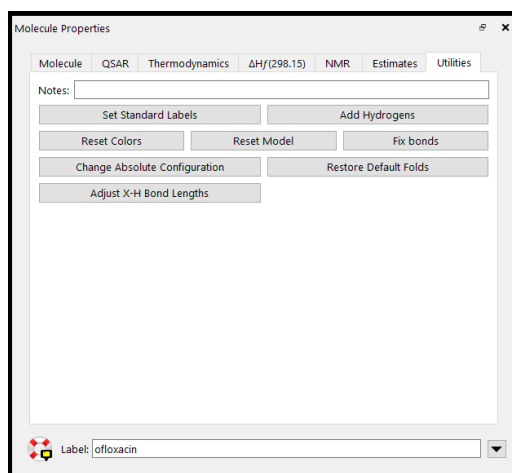 Molecule Properties
Molecule QSAR Thermodynamics ΔHf(298.15) NMR Estimates Utilities
Notes:
Set Standard Labels Add Hydrogens
Reset Colors Reset Model Fix bonds
Change Absolute Configuration Restore Default Folds
Adjust X-H Bond Lengths
Label: ofloxacin